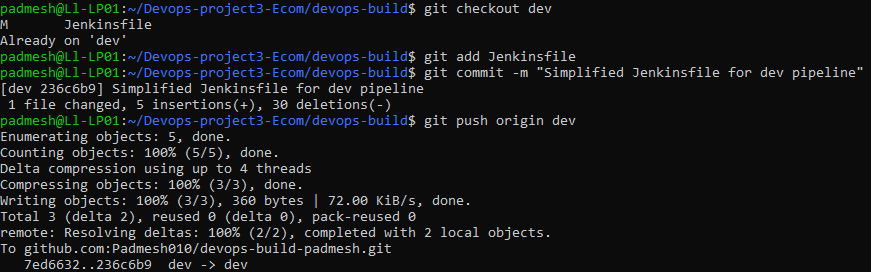 padmesh@Ll-LP01:~/Devops-project3-Ecom/devops-build$ git checkout dev
M       Jenkinsfile
Already on 'dev'
padmesh@Ll-LP01:~/Devops-project3-Ecom/devops-build$ git add Jenkinsfile
padmesh@Ll-LP01:~/Devops-project3-Ecom/devops-build$ git commit -m "Simplified Jenkinsfile for dev pipeline"
[dev 236c6b9] Simplified Jenkinsfile for dev pipeline
 1 file changed, 5 insertions(+), 30 deletions(-)
padmesh@Ll-LP01:~/Devops-project3-Ecom/devops-build$ git push origin dev
Enumerating objects: 5, done.
Counting objects: 100% (5/5), done.
Delta compression using up to 4 threads
Compressing objects: 100% (3/3), done.
Writing objects: 100% (3/3), 360 bytes | 72.00 KiB/s, done.
Total 3 (delta 2), reused 0 (delta 0), pack-reused 0
remote: Resolving deltas: 100% (2/2), completed with 2 local objects.
To github.com:Padmesh010/devops-build-padmesh.git
   7ed6632..236c6b9  dev -> dev